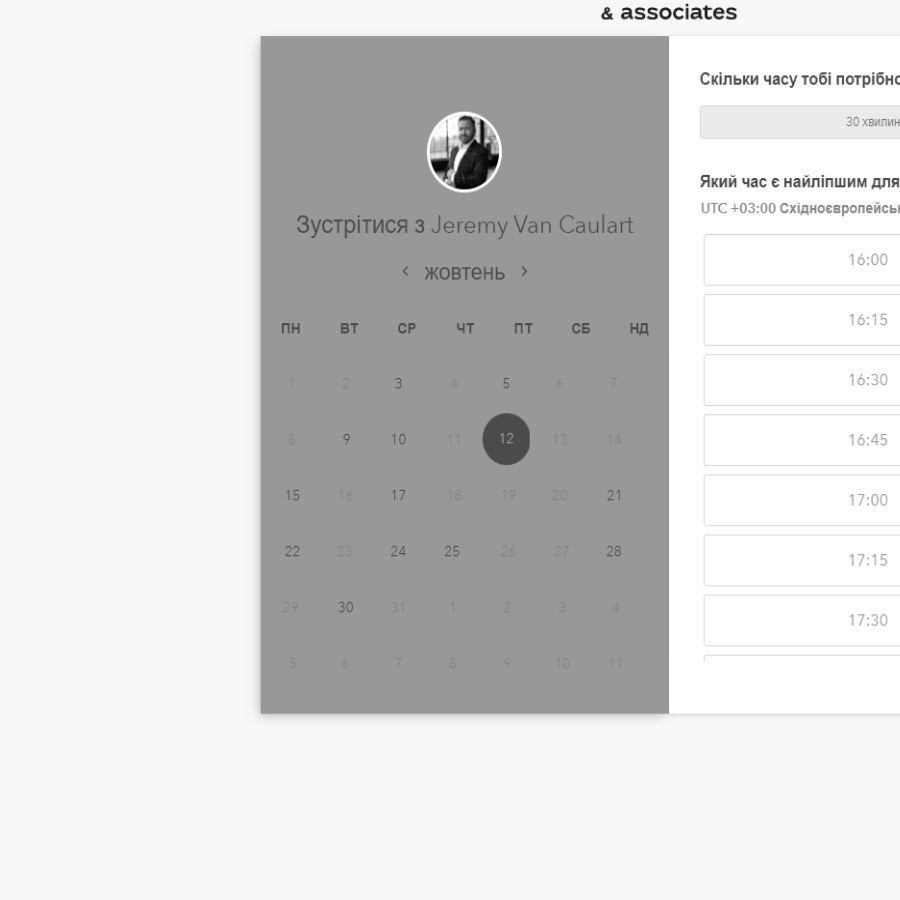 & associates
Зустрітися з Jeremy Van Caulart
‹ жовтень ›
ПН ВТ СР ЧТ ПТ СБ НД
1 2 3 4 5 6 7
8 9 10 11 12 13 14
15 16 17 18 19 20 21
22 23 24 25 26 27 28
29 30 31 1 2 3 4
5 6 7 8 9 10 11
Скільки часу тобі
30 
Який час є найліпшим для
UTC +03:00
16:00
16:15
16:30
16:45
17:00
17:15
17:30